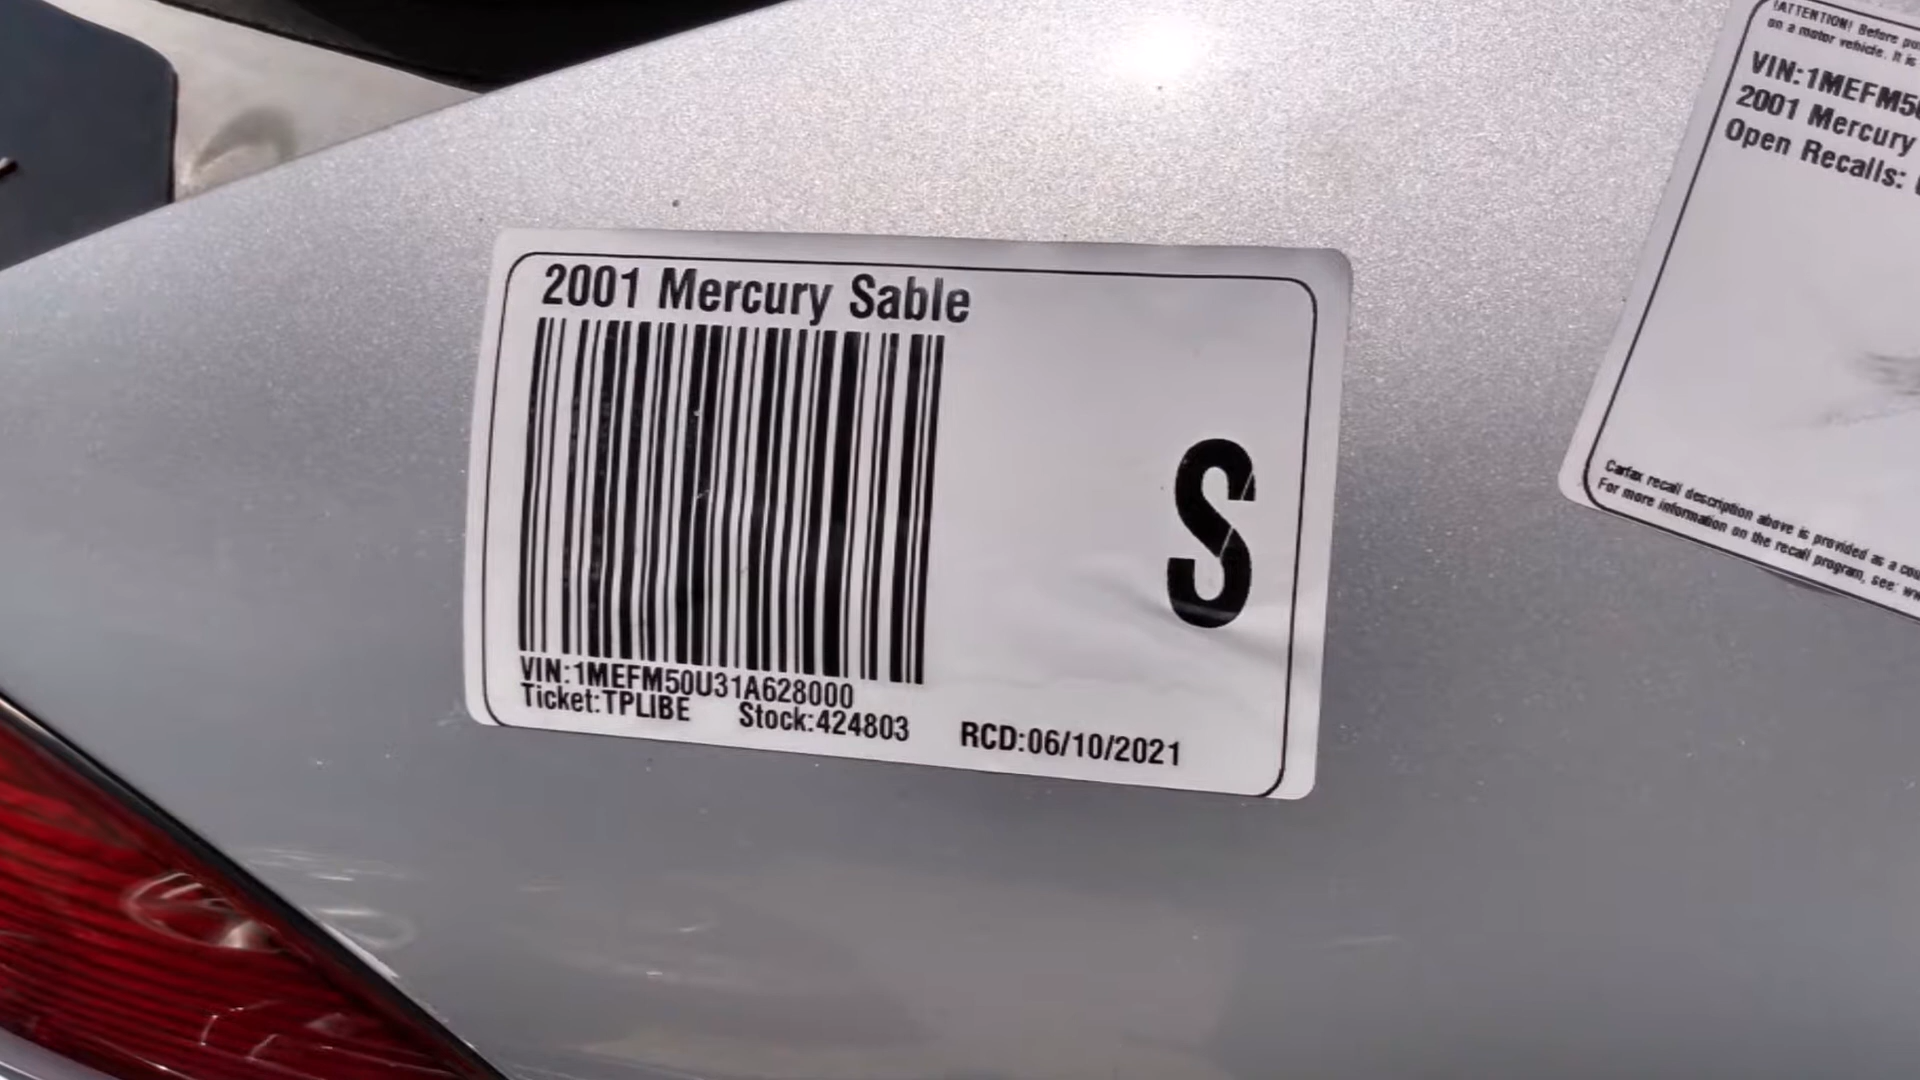 2001 Mercury Sable
S
VIN:1MEFM50U31A628000
Ticket:TPLIBE Stock:424803 RCD:06/10/2021
!ATTENTION! Before
on a motor vehicle. It is
VIN:1MEFM5
2001 Mercury
Open Recalls:
Carfax recall description above is provided as a
For more information on the recall program, see: